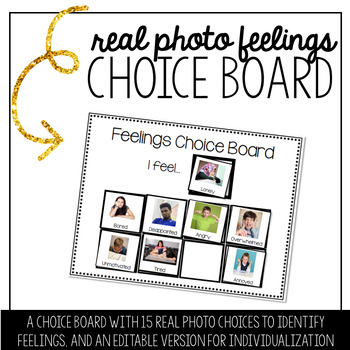 real photo feelings
CHOICE BOARD
Feelings Choice Board
I feel...
Lonely
Bored
Disappointed
Angry
Overwhelmed
Unmotivated
Tired
Annoyed
A CHOICE BOARD WITH 15 REAL PHOTO CHOICES TO IDENTIFY
FEELINGS, AND AN EDITABLE VERSION FOR INDIVIDUALIZATION